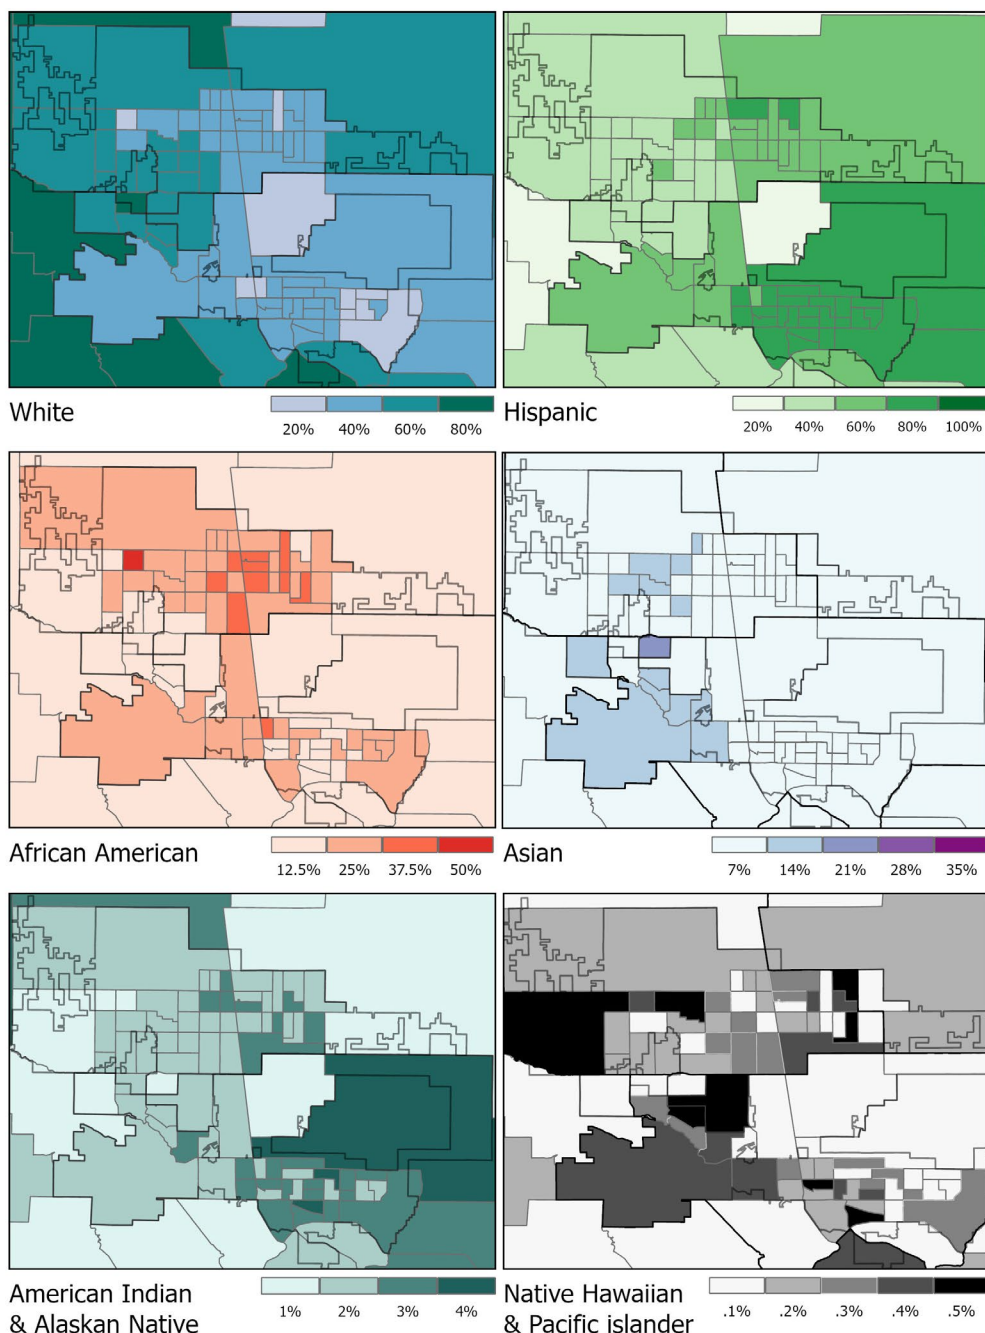 White
20% 40% 60% 80%
Hispanic
20% 40% 60% 80% 100%
African American
12.5% 25% 37.5% 50%
Asian
7% 14% 21% 28% 35%
American Indian
& Alaskan Native
1% 2% 3% 4%
Native Hawaiian
& Pacific islander
.1% .2% .3% .4% .5%